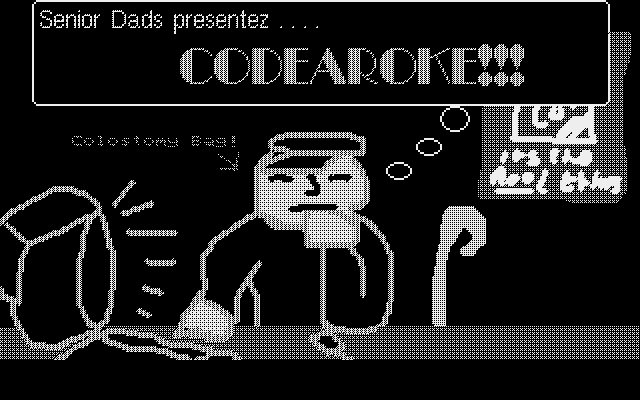 Senior Dads presentez ....
CODEAROKE!!!
Colostomy Bag!
its the
Real thing